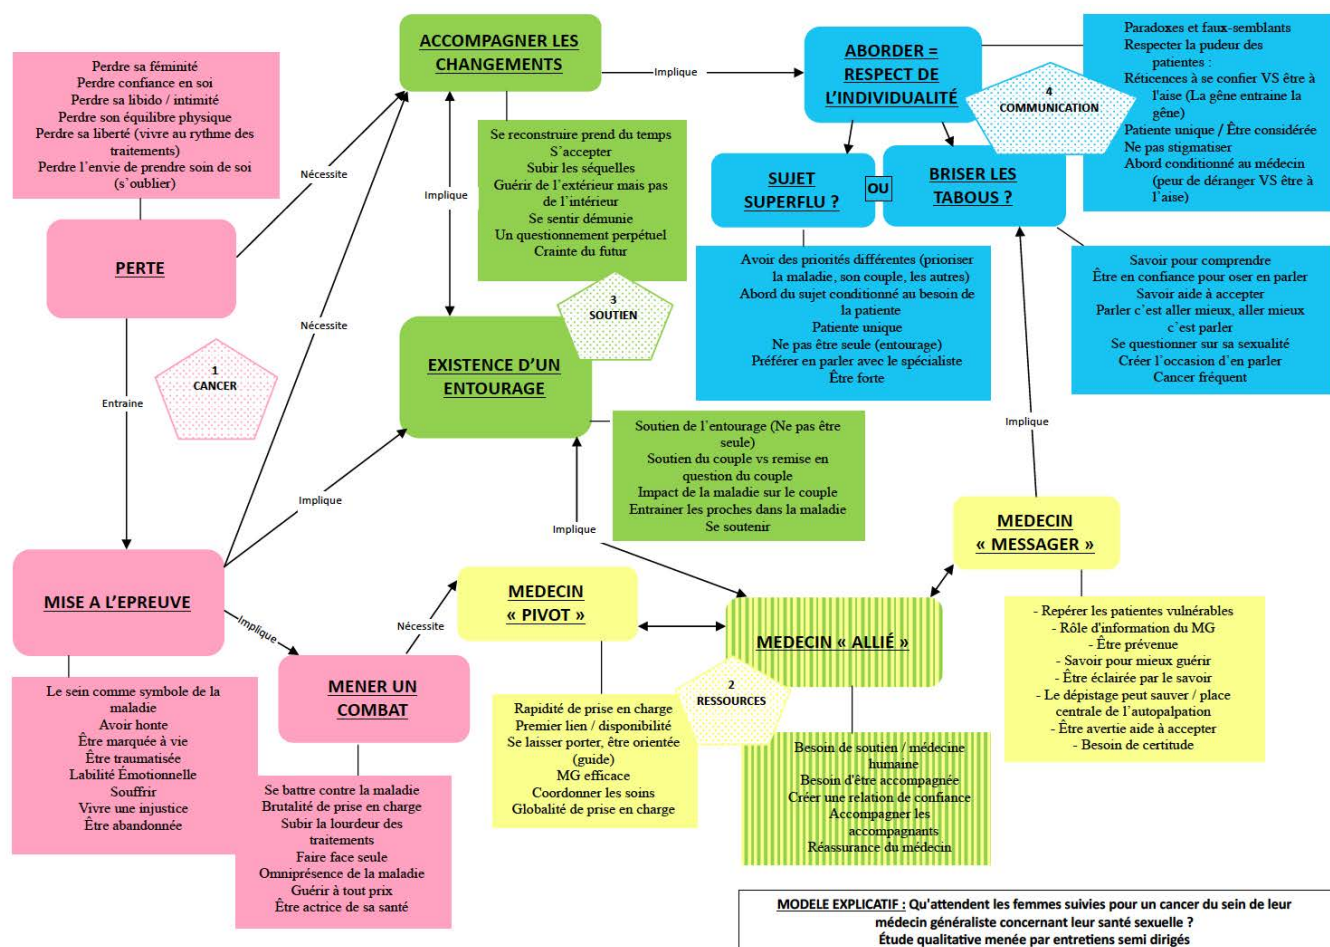 ACCOMPAGNER LES
CHANGEMENTS
ABORDER =
RESPECT DE
L'INDIVIDUALITÉ
Paradoxes et faux-semblants
Respecter la pudeur des
patientes :
Réticences à se confier VS être à
l'aise (La gêne entraine la
gêne)
Patiente unique / Être considérée
Ne pas stigmatiser
Abord conditionné au médecin
(peur de déranger VS être à
l'aise)
4
COMMUNICATION
Implique
Perdre sa féminité
Perdre confiance en soi
Perdre sa libido / intimité
Perdre son équilibre physique
Perdre sa liberté (vivre au rythme des
traitements)
Perdre l'envie de prendre soin de soi
(s'oublier)
Nécessite
Implique
Se reconstruire prend du temps
S'accepter
Subir les séquelles
Guérir de l'extérieur mais pas
de l'intérieur
Se sentir démunie
Un questionnement perpétuel
Crainte du futur
SUJET
SUPERFLU ?
OU
BRISER LES
TABOUS ?
PERTE
Nécessite
3
SOUTIEN
Avoir des priorités différentes (prioriser
la maladie, son couple, les autres)
Abord du sujet conditionné au besoin de
la patiente
Patiente unique
Ne pas être seule (entourage)
Préférer en parler avec le spécialiste
Être forte
Savoir pour comprendre
Être en confiance pour oser en parler
Savoir aide à accepter
Parler c'est aller mieux, aller mieux
c'est parler
Se questionner sur sa sexualité
Créer l'occasion d'en parler
Cancer fréquent
1
CANCER
Entraine
EXISTENCE D'UN
ENTOURAGE
Implique
Soutien de l'entourage (Ne pas être
seule)
Soutien du couple vs remise en
question du couple
Impact de la maladie sur le couple
Entrainer les proches dans la maladie
Se soutenir
Implique
Implique
MEDECIN
« MESSAGER »
MISE A L'EPREUVE
Implique
Nécessite
MEDECIN
« PIVOT »
MEDECIN « ALLIÉ »
- Repérer les patientes vulnérables
- Rôle d'information du MG
- Être prévenue
- Savoir pour mieux guérir
- Être éclairée par le savoir
- Le dépistage peut sauver / place
centrale de l'autopalpation
- Être avertie aide à accepter
- Besoin de certitude
MENER UN
COMBAT
2
RESSOURCES
Le sein comme symbole de la
maladie
Avoir honte
Être marquée à vie
Être traumatisée
Labilité Émotionnelle
Souffrir
Vivre une injustice
Être abandonnée
Rapidité de prise en charge
Premier lien / disponibilité
Se laisser porter, être orientée
(guide)
MG efficace
Coordonner les soins
Globalité de prise en charge
Besoin de soutien / médecine
humaine
Besoin d'être accompagnée
Créer une relation de confiance
Accompagner les
accompagnants
Réassurance du médecin
Se battre contre la maladie
Brutalité de prise en charge
Subir la lourdeur des
traitements
Faire face seule
Omniprésence de la maladie
Guérir à tout prix
Être actrice de sa santé
MODELE EXPLICATIF : Qu'attendent les femmes suivies pour un cancer du sein de leur
médecin généraliste concernant leur santé sexuelle ?
Étude qualitative menée par entretiens semi dirigés